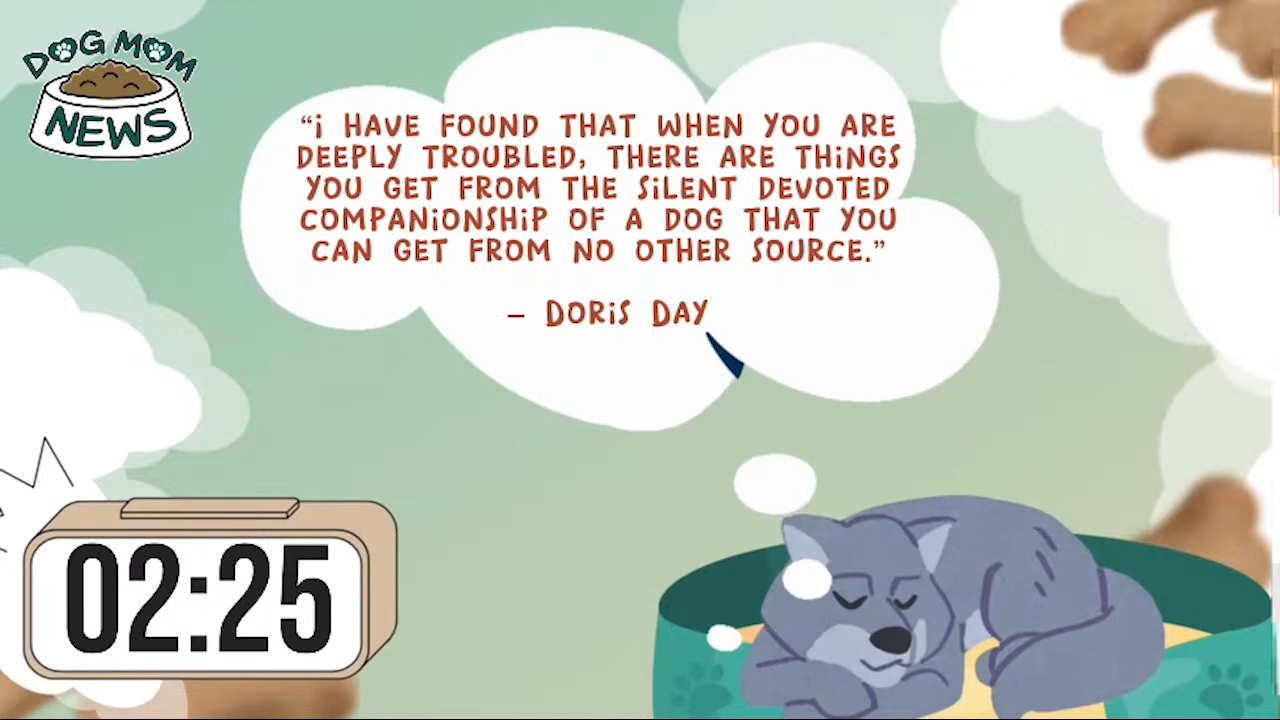 DOG MOM
NEWS
“i HAVE FOUND THAT WHEN YOU ARE
DEEPLY TROUBLED, THERE ARE THiNGS
YOU GET FROM THE SiLENT DEVOTED
COMPANiONSHiP OF A DOG THAT YOU
CAN GET FROM NO OTHER SOURCE.”
– DORiS DAY
02:25